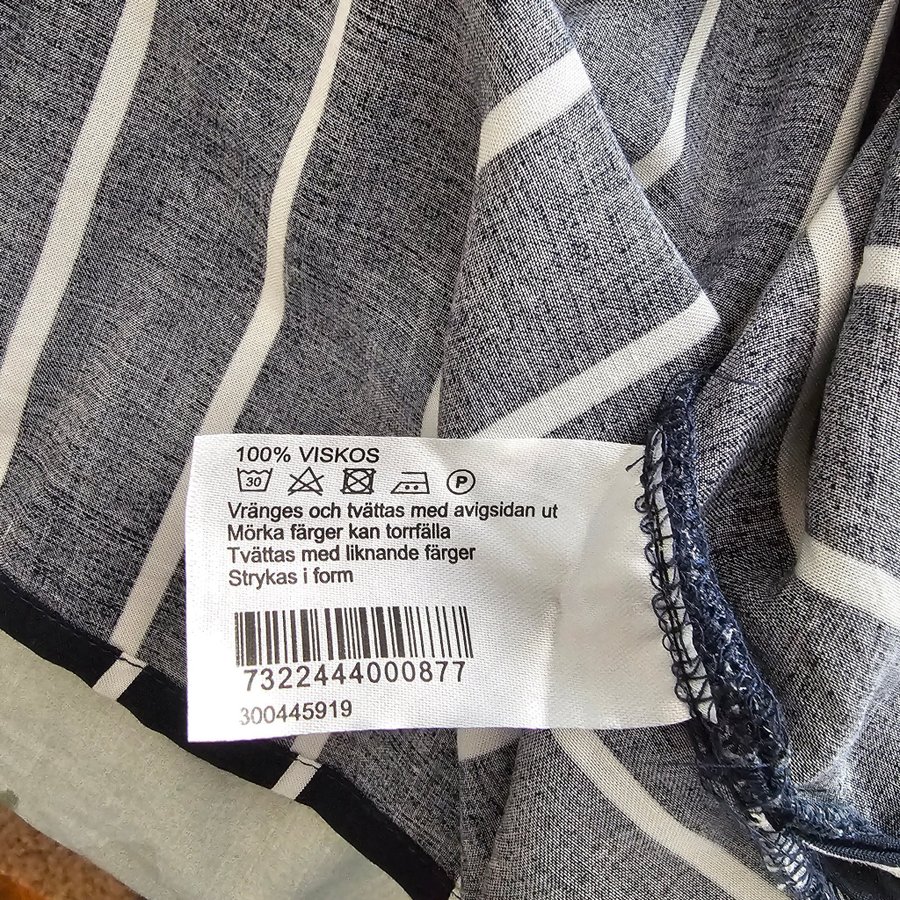 100% VISKOS
30 P
Vränges och tvättas med avigsidan ut
Mörka färger kan torrfälla
Tvättas med liknande färger
Strykas i form
7322444000877
300445919